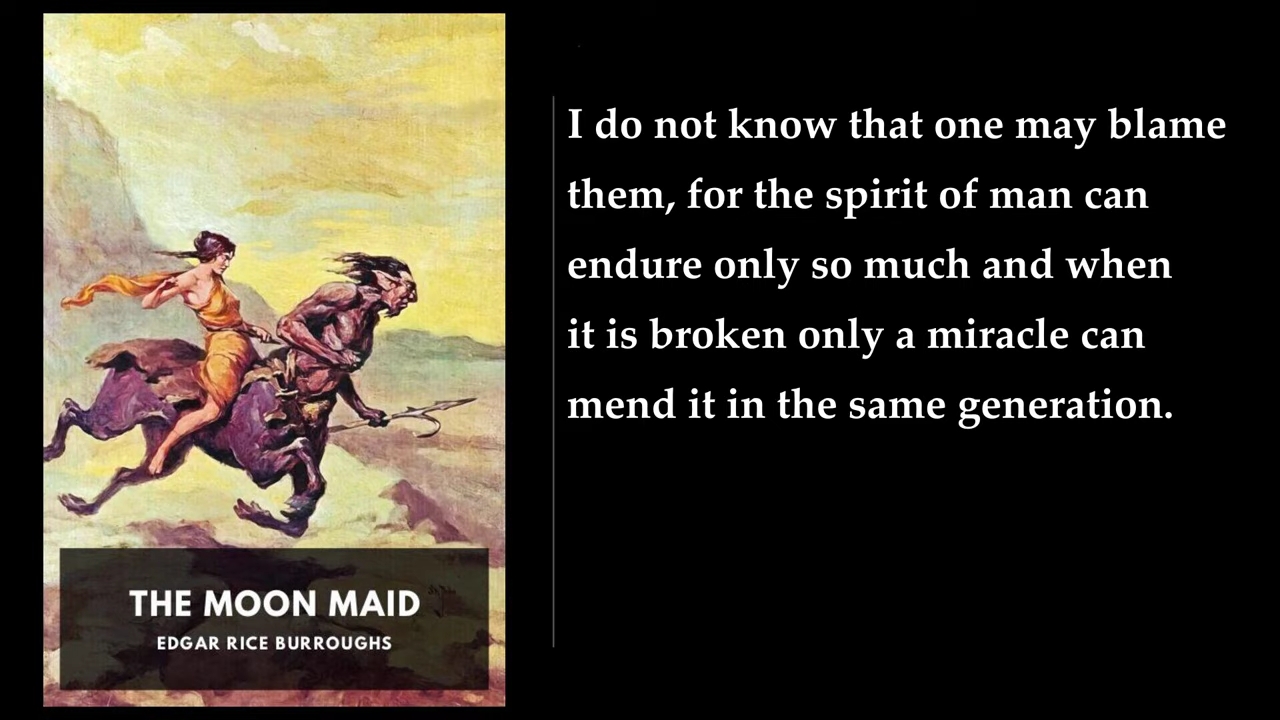 I do not know that one may blame
them, for the spirit of man can
endure only so much and when
it is broken only a miracle can
mend it in the same generation.
THE MOON MAID
EDGAR RICE BURROUGHS